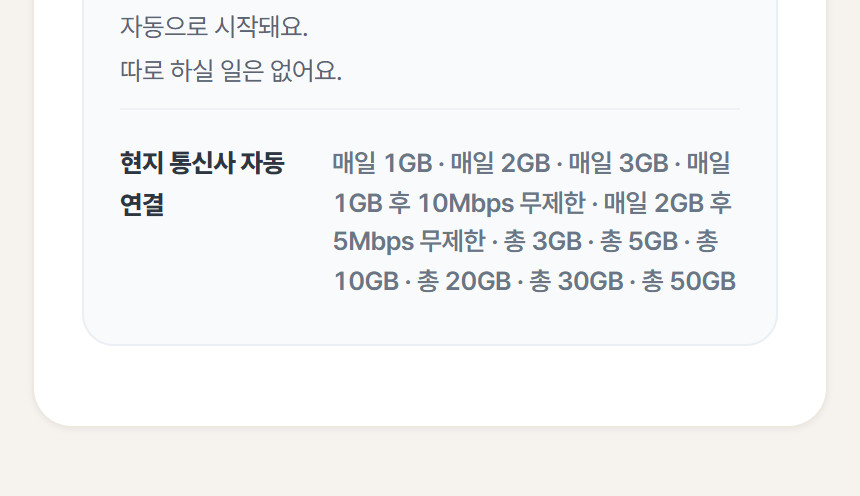 자동으로 시작돼요.
따로 하실 일은 없어요.
현지 통신사 자동
연결
매일 1GB · 매일 2GB · 매일 3GB · 매일
1GB 후 10Mbps 무제한 · 매일 2GB 후
5Mbps 무제한 · 총 3GB · 총 5GB · 총
10GB · 총 20GB · 총 30GB · 총 50GB